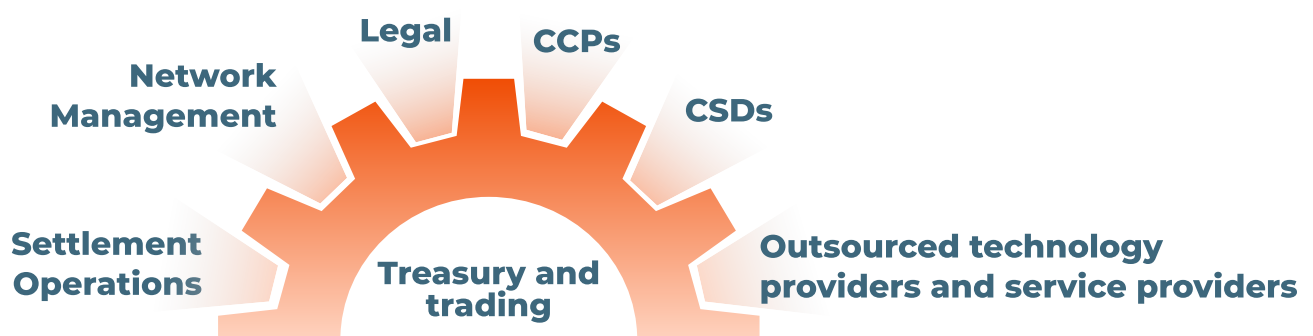 Legal
CCPs
Network
Management
CSDs
Settlement
Operations
Outsourced technology
providers and service providers
Treasury and
trading